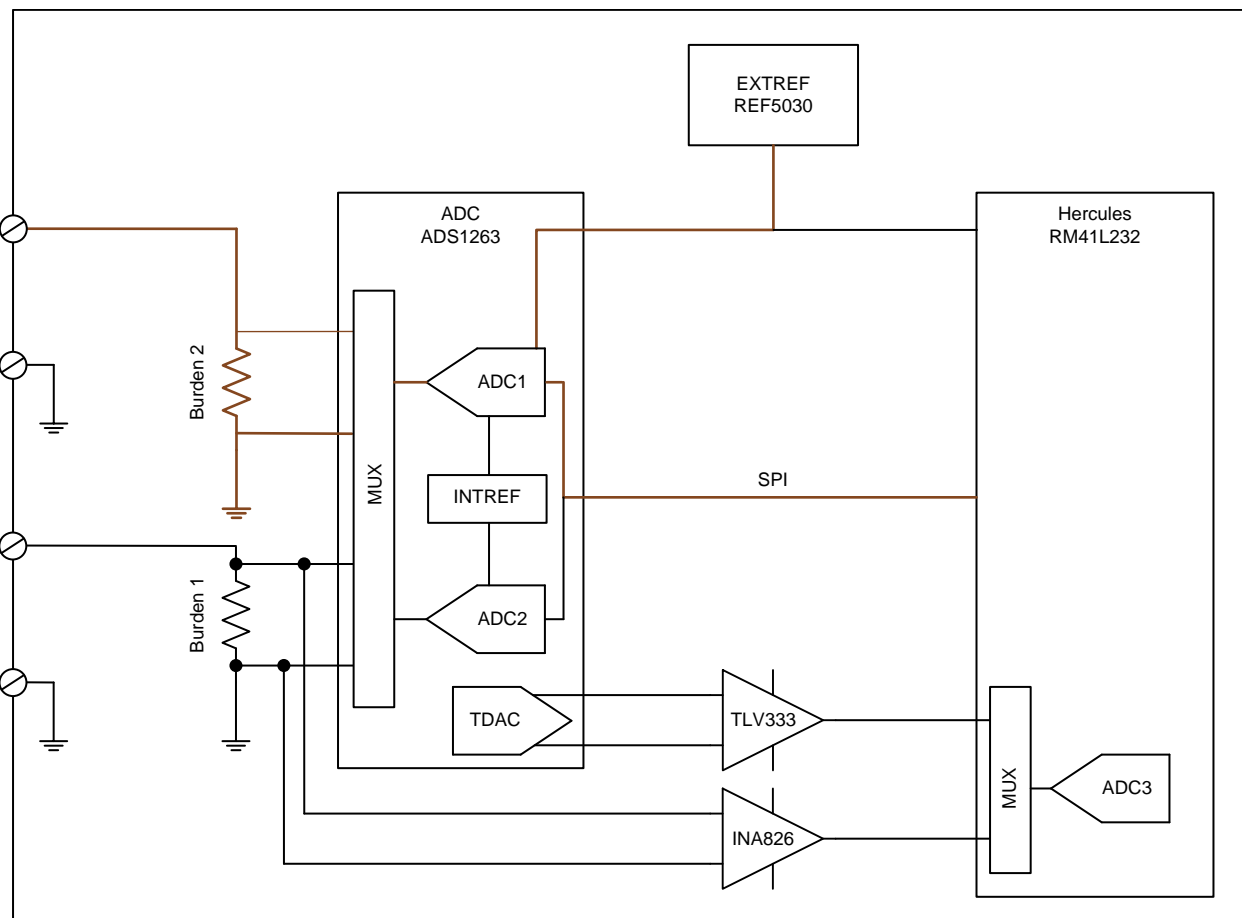 EXTREF
REF5030
ADC
ADS1263
Hercules
RM41L232
Burden 2
ADC1
MUX
INTREF
SPI
Burden 1
ADC2
TDAC
TLV333
MUX
ADC3
INA826